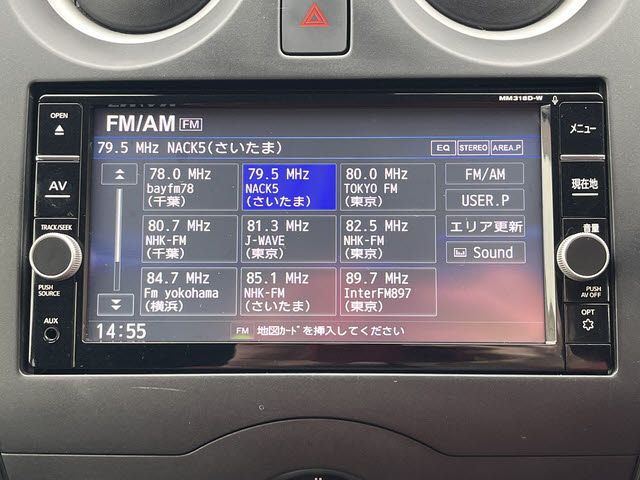 MM316D-W
OPEN
AV
TRACK/SEEK
PUSH
SOURCE
AUX
FM/AM FM
79.5 MHz NACK5(さいたま)
EQ STEREO AREA.P
78.0 MHz
bayfm78
(千葉)
79.5 MHz
NACK5
(さいたま)
80.0 MHz
TOKYO FM
(東京)
80.7 MHz
NHK-FM
(千葉)
81.3 MHz
J-WAVE
(東京)
82.5 MHz
NHK-FM
(東京)
84.7 MHz
Fm yokohama
(横浜)
85.1 MHz
NHK-FM
(さいたま)
89.7 MHz
InterFM897
(東京)
FM/AM
USER.P
エリア更新
Sound
14:55
FM 地図ｶｰﾄﾞを挿入してください
メニュー
現在地
音量
PUSH
AV OFF
OPT